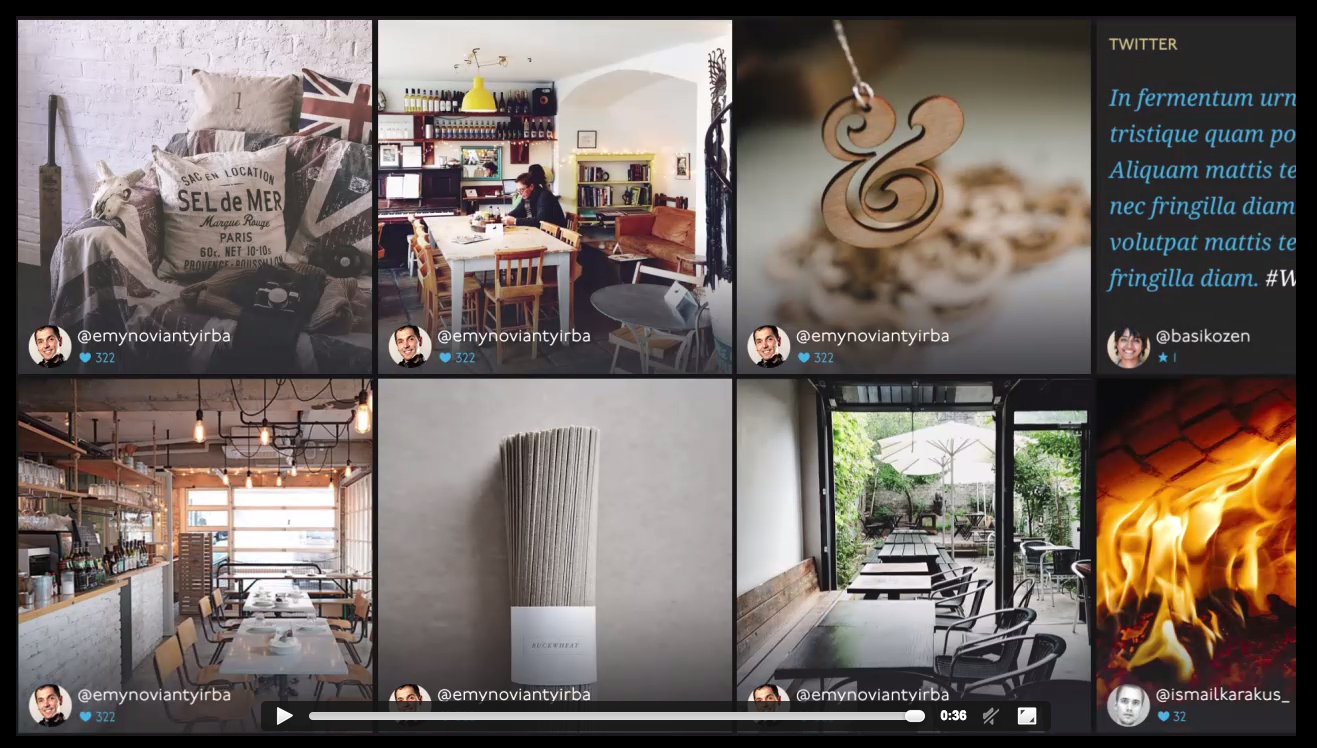 1
SAC EN LOCATION
SEL de MER
Marque Rouge
PARIS
60F. NET 10-10s
PROVENCE-ROUSSILLON
@emynoviantyirba
322
@emynoviantyirba
322
&
@emynoviantyirba
322
TWITTER
In fermentum urn
tristique quam po
Aliquam mattis te
nec fringilla diam
volutpat mattis te
fringilla diam. #W
@basikozen
1
@emynoviantyirba
322
BUCKWHEAT
@emynoviantyirba
@emynoviantyirba
@ismailkarakus_
32
0:36